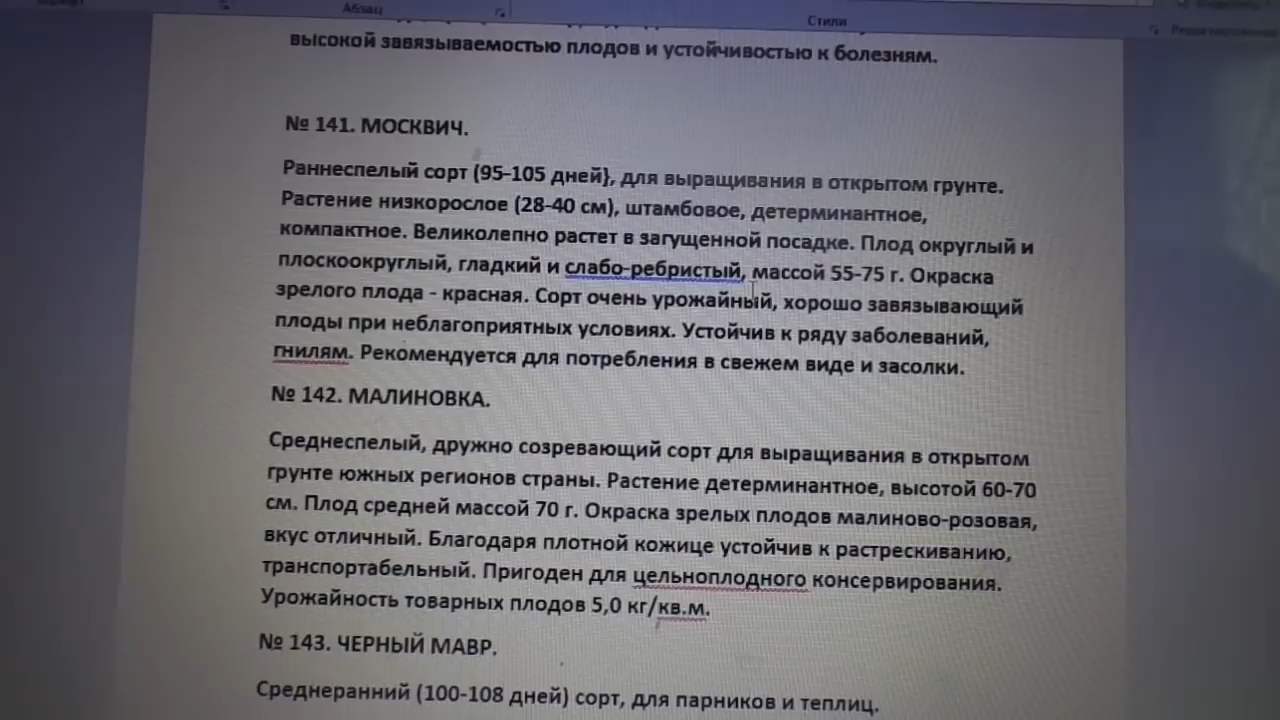 Абзац
Стили
высокой завязываемостью плодов и устойчивостью к болезням.
№ 141. МОСКВИЧ.
Раннеспелый сорт (95-105 дней}, для выращивания в открытом грунте.
Растение низкорослое (28-40 см), штамбовое, детерминантное,
компактное. Великолепно растет в загущенной посадке. Плод округлый и
плоскоокруглый, гладкий и слабо-ребристый, массой 55-75 г. Окраска
зрелого плода - красная. Сорт очень урожайный, хорошо завязывающий
плоды при неблагоприятных условиях. Устойчив к ряду заболеваний,
гнилям. Рекомендуется для потребления в свежем виде и засолки.
№ 142. МАЛИНОВКА.
Среднеспелый, дружно созревающий сорт для выращивания в открытом
грунте южных регионов страны. Растение детерминантное, высотой 60-70
см. Плод средней массой 70 г. Окраска зрелых плодов малиново-розовая,
вкус отличный. Благодаря плотной кожице устойчив к растрескиванию,
транспортабельный. Пригоден для цельноплодного консервирования.
Урожайность товарных плодов 5,0 кг/кв.м.
№ 143. ЧЕРНЫЙ МАВР.
Среднеранний (100-108 дней) сорт, для парников и теплиц.